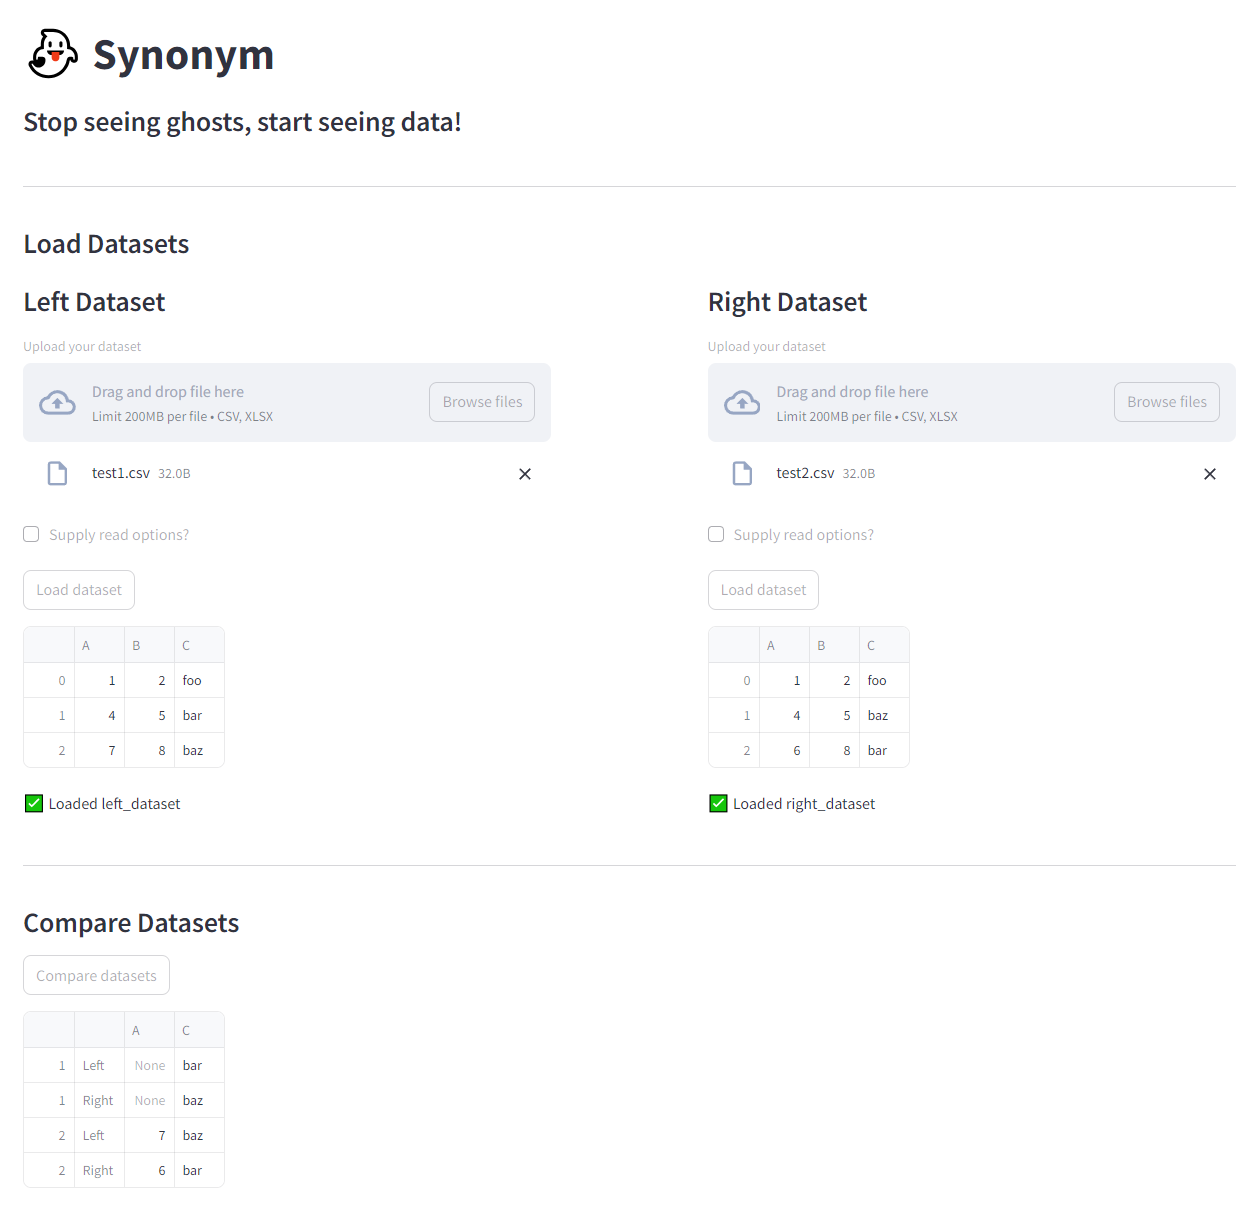 Synonym
Stop seeing ghosts, start seeing data!
Load Datasets
Left Dataset
Upload your dataset
Drag and drop file here
Limit 200MB per file • CSV, XLSX
Browse files
test1.csv 32.0B
Supply read options?
Load dataset
A B C
0 1 2 foo
1 4 5 bar
2 7 8 baz
Loaded left_dataset
Right Dataset
Upload your dataset
Drag and drop file here
Limit 200MB per file • CSV, XLSX
Browse files
test2.csv 32.0B
Supply read options?
Load dataset
A B C
0 1 2 foo
1 4 5 baz
2 6 8 bar
Loaded right_dataset
Compare Datasets
Compare datasets
A C
1 Left None bar
1 Right None baz
2 Left 7 baz
2 Right 6 bar